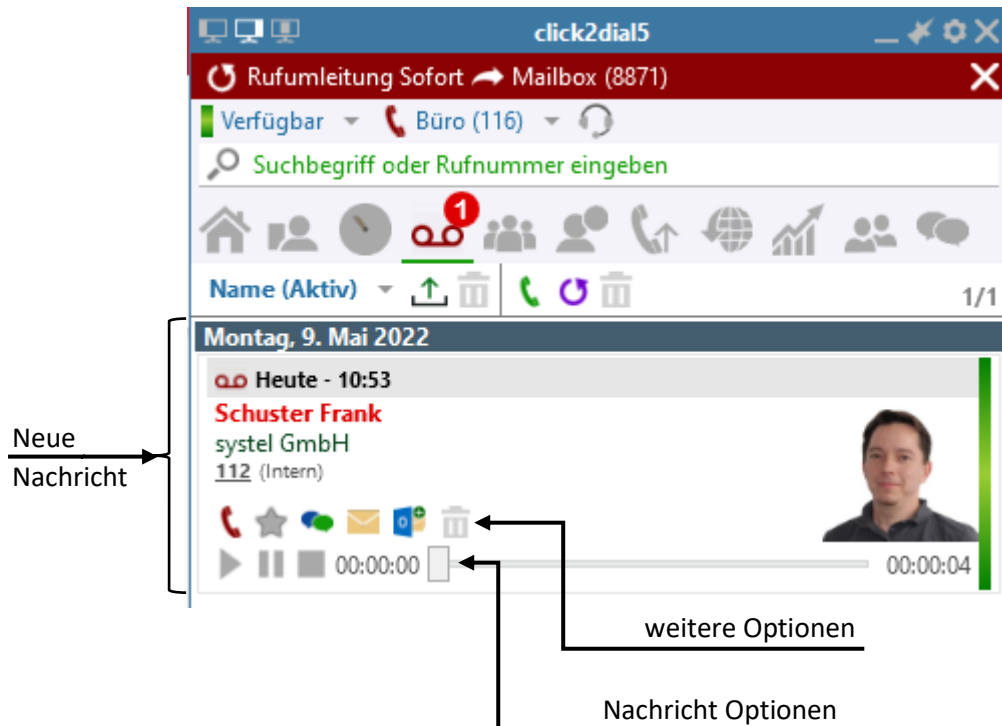 click2dial5
Rufumleitung Sofort Mailbox (8871)
Verfügbar Büro (116)
Suchbegriff oder Rufnummer eingeben
1
Name (Aktiv) 1/1
Montag, 9. Mai 2022
Heute - 10:53
Schuster Frank
systel GmbH
112 (Intern)
Neue
Nachricht
00:00:00 00:00:04
weitere Optionen
Nachricht Optionen